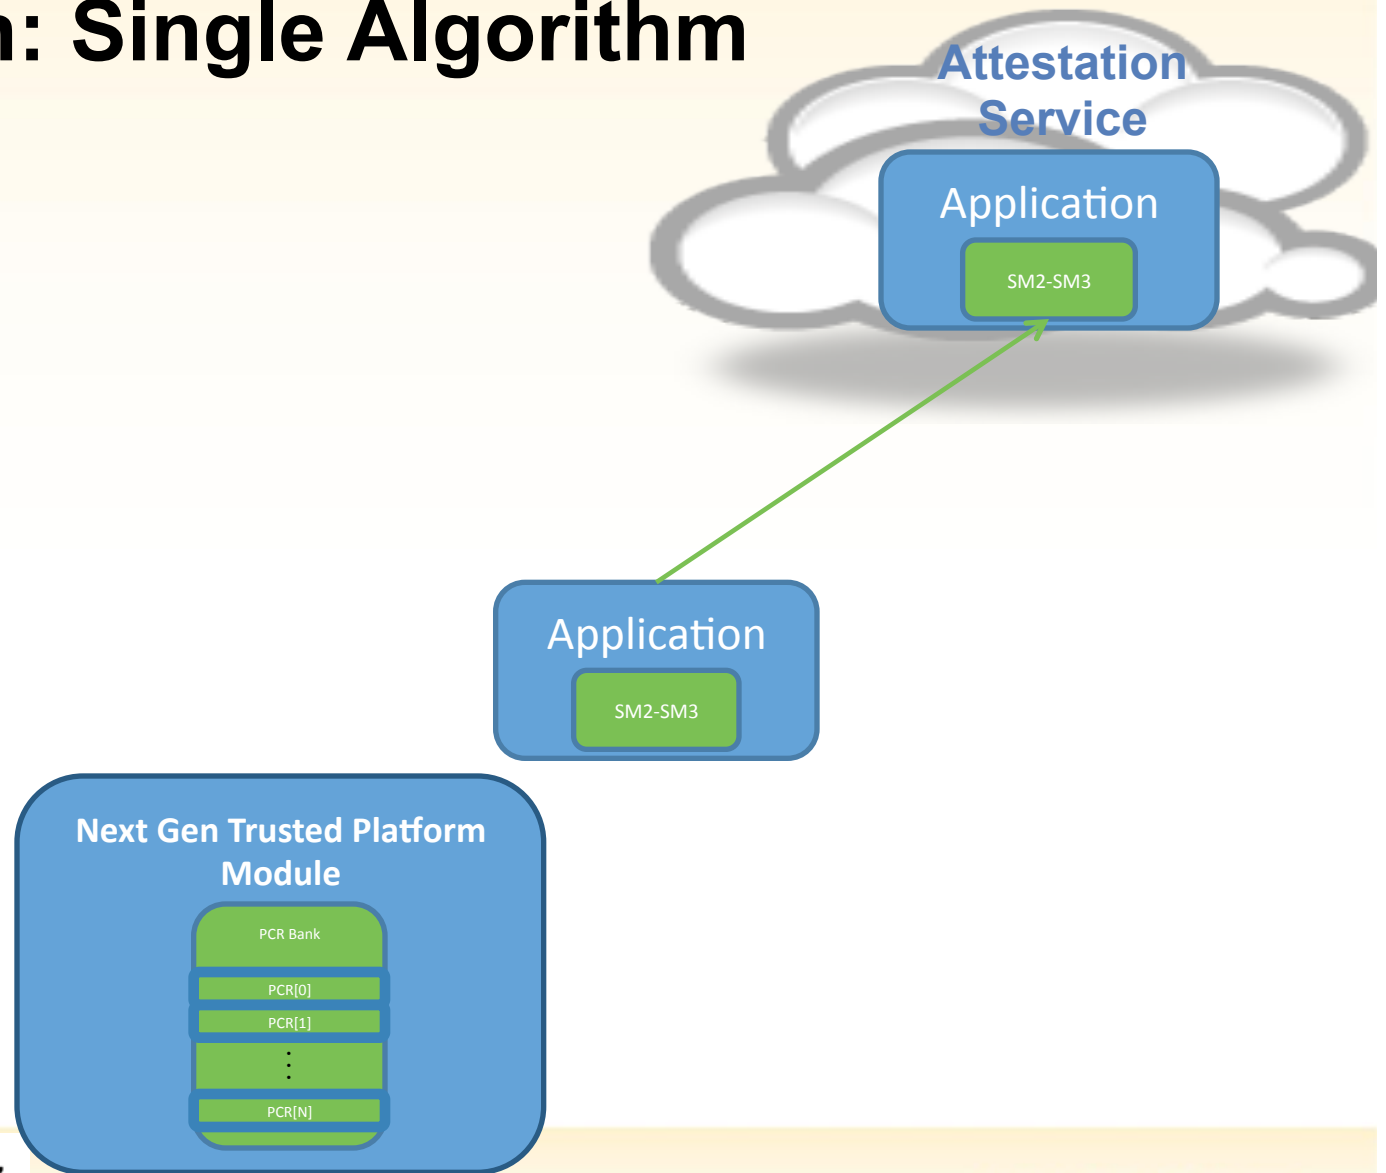 : Single Algorithm
Attestation
Service
Application
SM2-SM3
Application
SM2-SM3
Next Gen Trusted Platform
Module
PCR Bank
PCR[0]
PCR[1]
⋮
PCR[N]